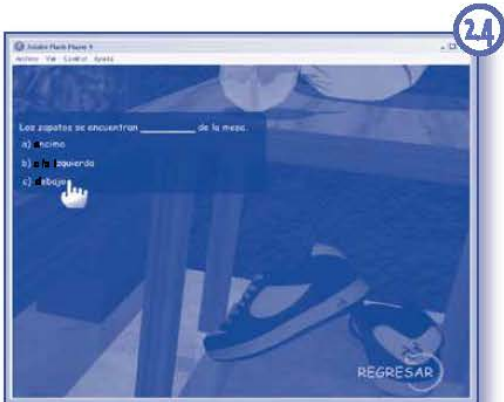 24
Adobe Flash Player 9
Archivo Ver Control Ayuda
Los zapatos se encuentran ________ de la mesa.
a) encima
b) a la izquierda
c) debajo
REGRESAR